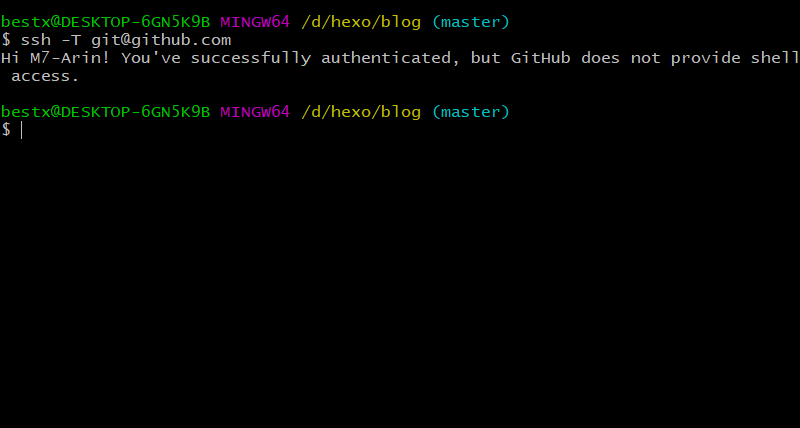 bestx@DESKTOP-6GN5K9B MINGW64 /d/hexo/blog (master)
$ ssh -T git@github.com
Hi M7-Arin! You've successfully authenticated, but GitHub does not provide shell
 access.
bestx@DESKTOP-6GN5K9B MINGW64 /d/hexo/blog (master)
$